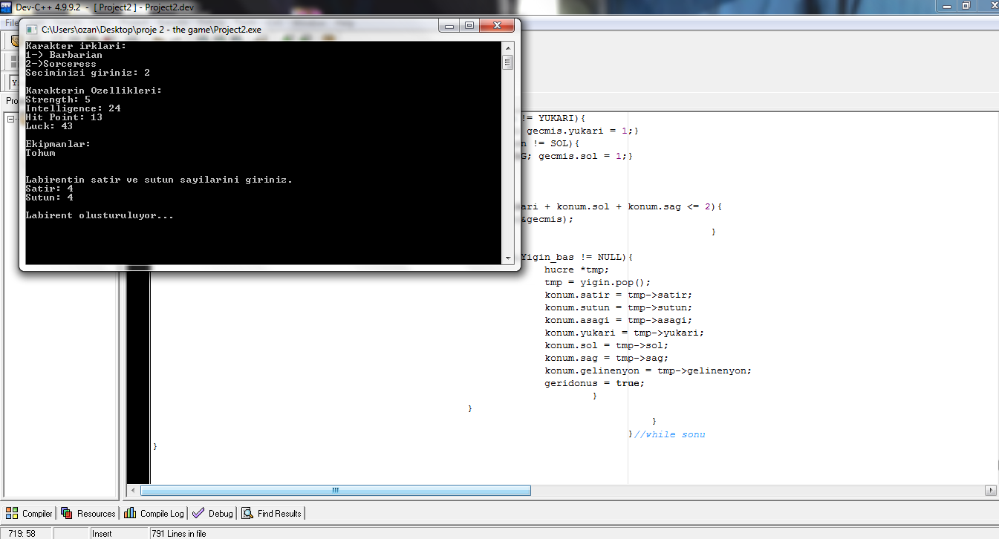 Dev-C++ 4.9.9.2 - [ Project2 ] - Project2.dev
File
C:\Users\ozan\Desktop\proje 2 - the game\Project2.exe
Karakter irklari:
1-> Barbarian
2->Sorceress
Seciminizi giriniz: 2
Karakterin Ozellikleri:
Strength: 5
Intelligence: 24
Hit Point: 13
Luck: 43
Ekipmanlar:
Tohum
Labirentin satir ve sutun sayilarini giriniz.
Satir: 4
Sutun: 4
Labirent olusturuluyor...
Pro
!= YUKARI){
gecmis.yukari = 1;}
n != SOL){
G; gecmis.sol = 1;}
ari + konum.sol + konum.sag <= 2){
&gecmis);
}
Yigin_bas != NULL){
hucre *tmp;
tmp = yigin.pop();
konum.satir = tmp->satir;
konum.sutun = tmp->sutun;
konum.asagi = tmp->asagi;
konum.yukari = tmp->yukari;
konum.sol = tmp->sol;
konum.sag = tmp->sag;
konum.gelinenyon = tmp->gelinenyon;
geridonus = true;
}
}
}
}//while sonu
}
Compiler Resources Compile Log Debug Find Results
719: 58 Insert 791 Lines in file